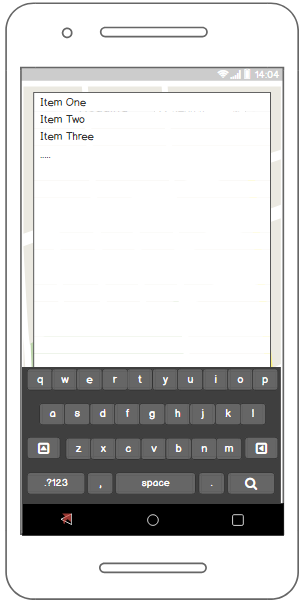 14:04
Item One
Item Two
Item Three
.....
q w e r t y u i o p
a s d f g h j k l
z x c v b n m
.?123 , space .